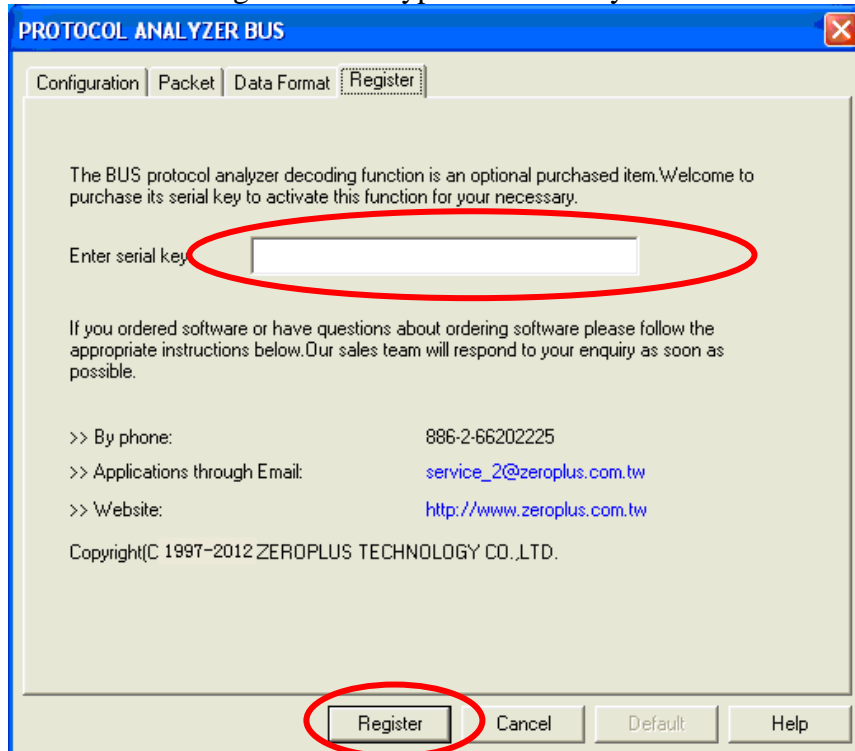 PROTOCOL ANALYZER BUS
Configuration Packet Data Format Register
The BUS protocol analyzer decoding function is an optional purchased item.Welcome to
purchase its serial key to activate this function for your necessary.
Enter serial key
If you ordered software or have questions about ordering software please follow the
appropriate instructions below.Our sales team will respond to your enquiry as soon as
possible.
>> By phone: 886-2-66202225
>> Applications through Email: service_2@zeroplus.com.tw
>> Website: http://www.zeroplus.com.tw
Copyright(C 1997-2012 ZEROPLUS TECHNOLOGY CO.,LTD.
Register Cancel Default Help